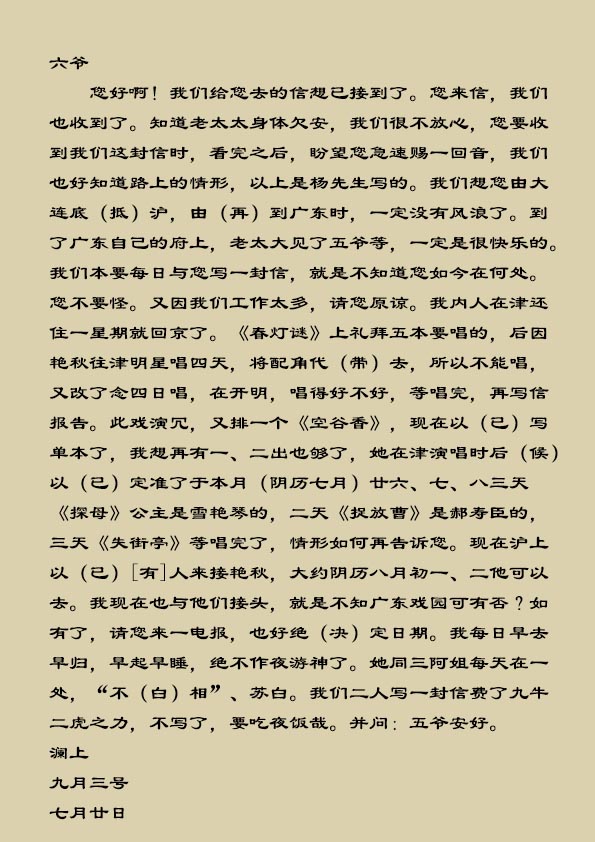 六爷
您好啊！我们给您去的信想已接到了。您来信，我们
也收到了。知道老太太身体欠安，我们很不放心，您要收
到我们这封信时，看完之后，盼望您急速赐一回音，我们
也好知道路上的情形，以上是杨先生写的。我们想您由大
连底（抵）沪，由（再）到广东时，一定没有风浪了。到
了广东自己的府上，老太大见了五爷等，一定是很快乐的。
我们本要每日与您写一封信，就是不知道您如今在何处。
您不要怪。又因我们工作太多，请您原谅。我内人在津还
住一星期就回京了。《春灯谜》上礼拜五本要唱的，后因
艳秋往津明星唱四天，将配角代（带）去，所以不能唱，
又改了念四日唱，在开明，唱得好不好，等唱完，再写信
报告。此戏演冗，又排一个《空谷香》，现在以（已）写
单本了，我想再有一、二出也够了，她在津演唱时后（候）
以（已）定准了于本月（阴历七月）廿六、七、八三天
《探母》公主是雪艳琴的，二天《捉放曹》是郝寿臣的，
三天《失街亭》等唱完了，情形如何再告诉您。现在沪上
以（已）[有]人来接艳秋，大约阴历八月初一、二他可以
去。我现在也与他们接头，就是不知广东戏园可有否？如
有了，请您来一电报，也好绝（决）定日期。我每日早去
早归，早起早睡，绝不作夜游神了。她同三阿姐每天在一
处，“不（白）相”、苏白。我们二人写一封信费了九牛
二虎之力，不写了，要吃夜饭哉。并问：五爷安好。
澜上
九月三号
七月廿日